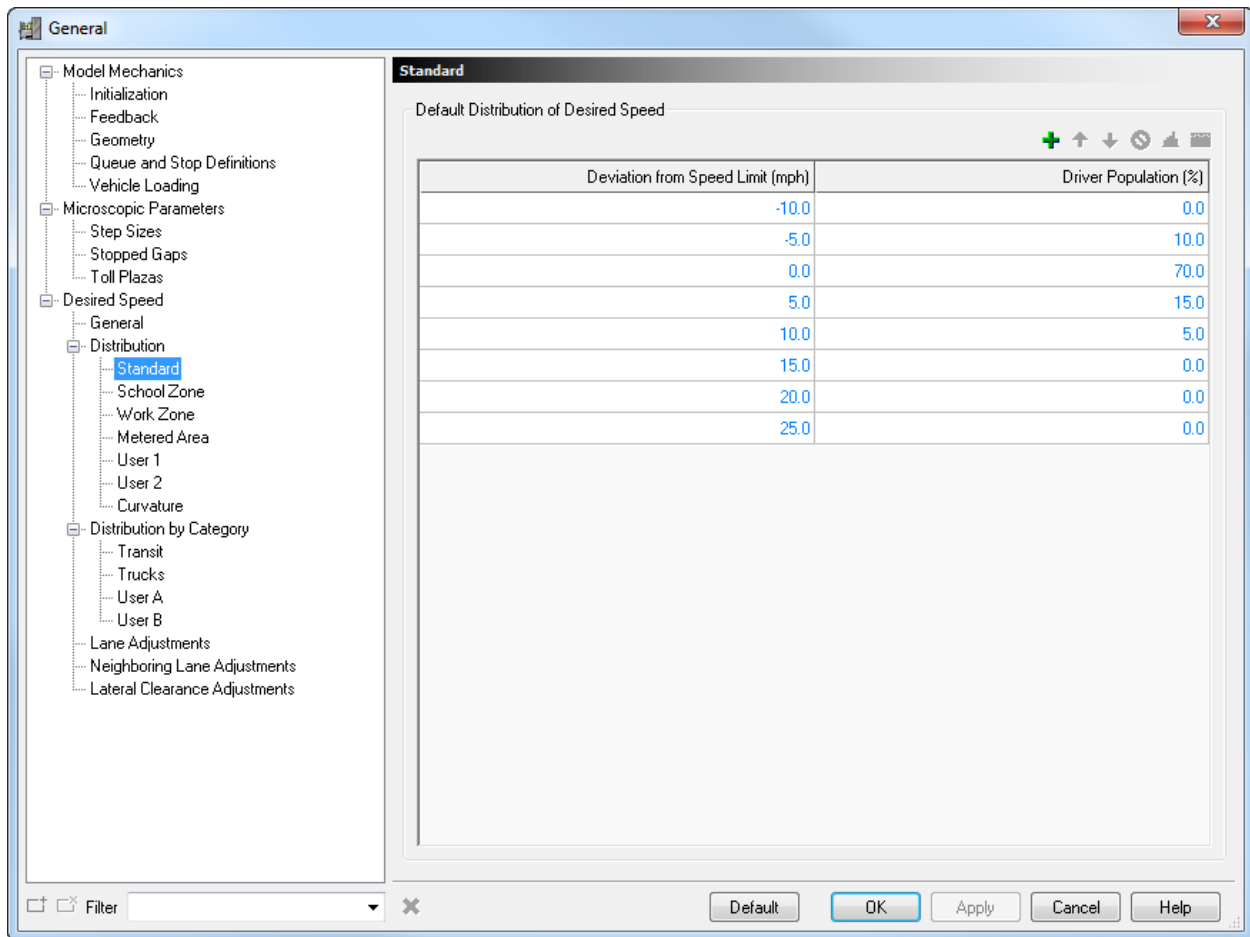 General
Model Mechanics
Initialization
Feedback
Geometry
Queue and Stop Definitions
Vehicle Loading
Microscopic Parameters
Step Sizes
Stopped Gaps
Toll Plazas
Desired Speed
General
Distribution
Standard
School Zone
Work Zone
Metered Area
User 1
User 2
Curvature
Distribution by Category
Transit
Trucks
User A
User B
Lane Adjustments
Neighboring Lane Adjustments
Lateral Clearance Adjustments
Filter
Standard
Default Distribution of Desired Speed
Deviation from Speed Limit (mph) Driver Population (%)
-10.0 0.0
-5.0 10.0
0.0 70.0
5.0 15.0
10.0 5.0
15.0 0.0
20.0 0.0
25.0 0.0
Default OK Apply Cancel Help